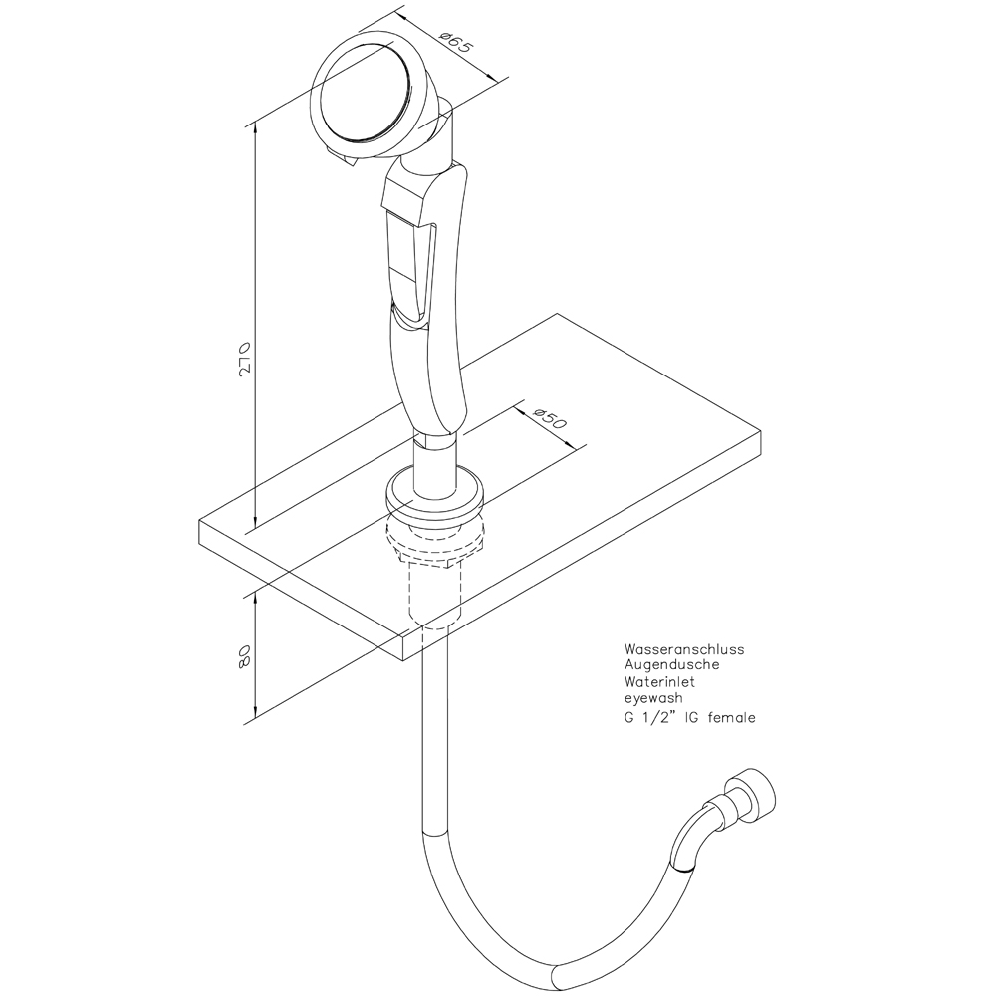 ø65
270
ø50
80
Wasseranschluss
Augendusche
Waterinlet
eyewash
G 1/2" IG female